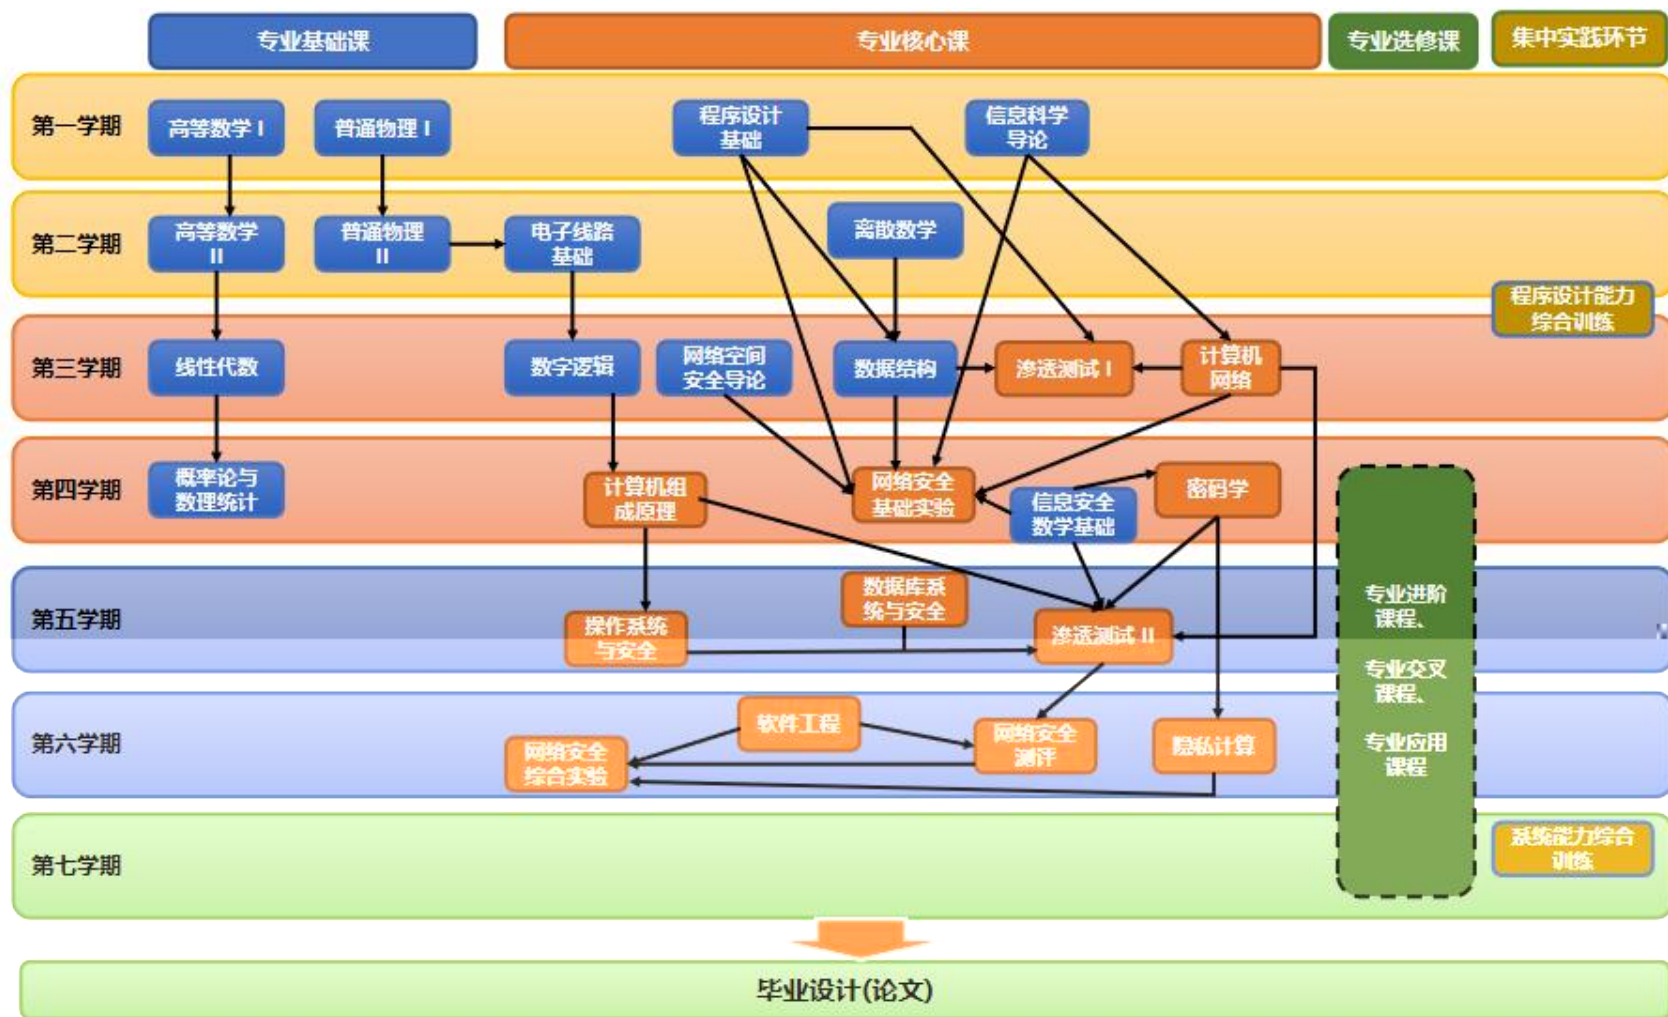 专业基础课
专业核心课
专业选修课
集中实践环节
第一学期
高等数学 I
普通物理 I
程序设计
基础
信息科学
导论
第二学期
高等数学
II
普通物理
II
电子线路
基础
离散数学
程序设计能力
综合训练
第三学期
线性代数
数字逻辑
网络空间
安全导论
数据结构
渗透测试 I
计算机
网络
第四学期
概率论与
数理统计
计算机组
成原理
网络安全
基础实验
信息安全
数学基础
密码学
第五学期
操作系统
与安全
数据库系
统与安全
渗透测试 II
专业进阶
课程、
专业交叉
课程、
专业应用
课程
第六学期
网络安全
综合实验
软件工程
网络安全
测评
隐私计算
第七学期
系统能力综合
训练
毕业设计(论文)